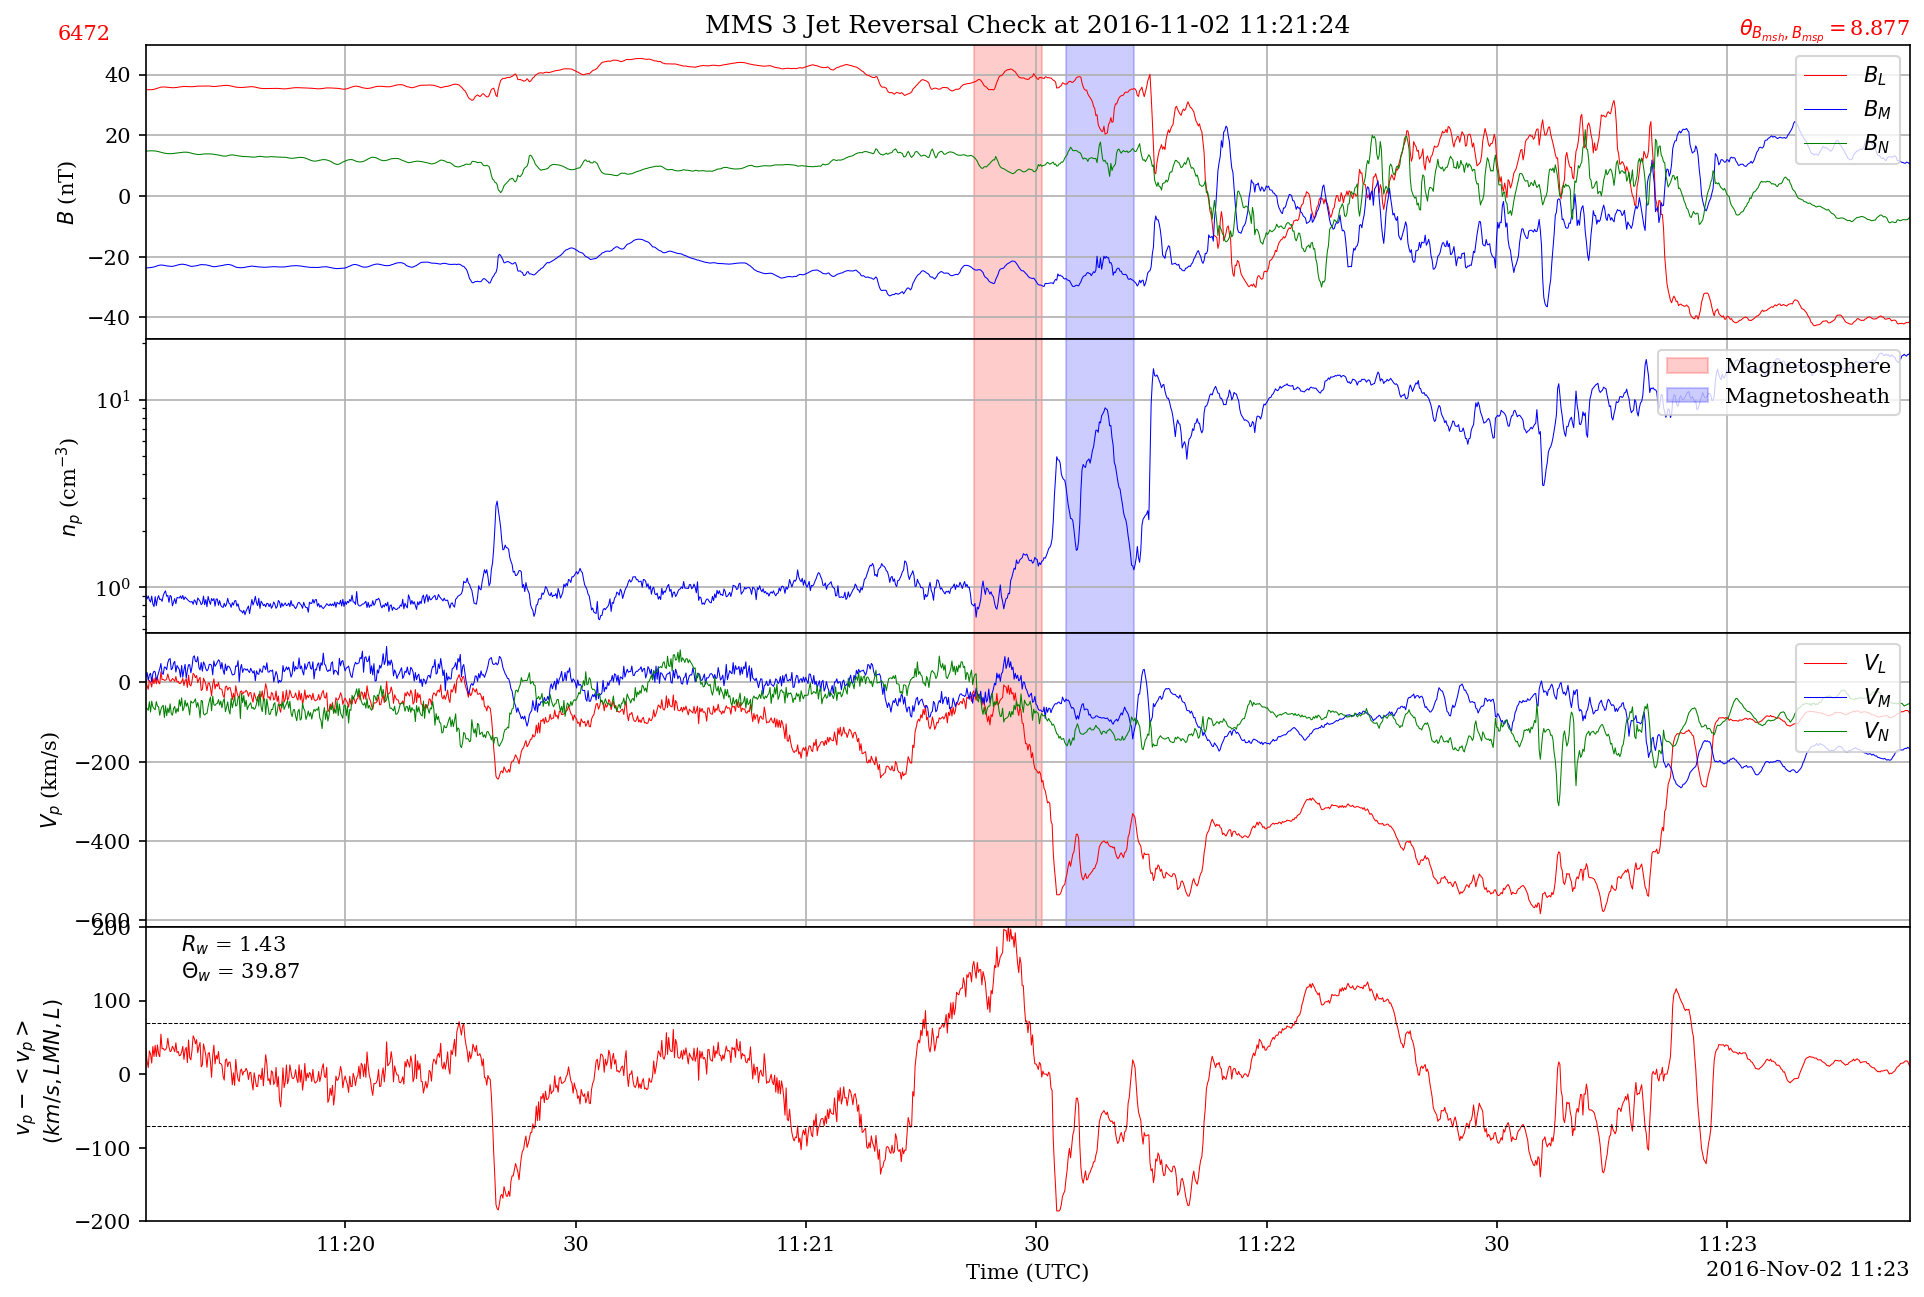 MMS 3 Jet Reversal Check at 2016-11-02 11:21:24
6472
θ_{B_{msh}, B_{msp}} = 8.877
40
20
0
−20
−40
B (nT)
B_L
B_M
B_N
10^1
10^0
n_p (cm^{−3})
Magnetosphere
Magnetosheath
0
−200
−400
−600
V_p (km/s)
V_L
V_M
V_N
200
100
0
−100
−200
v_p − < v_p >
(km/s, LMN, L)
R_w = 1.43
Θ_w = 39.87
11:20
30
11:21
30
11:22
30
11:23
Time (UTC)
2016-Nov-02 11:23